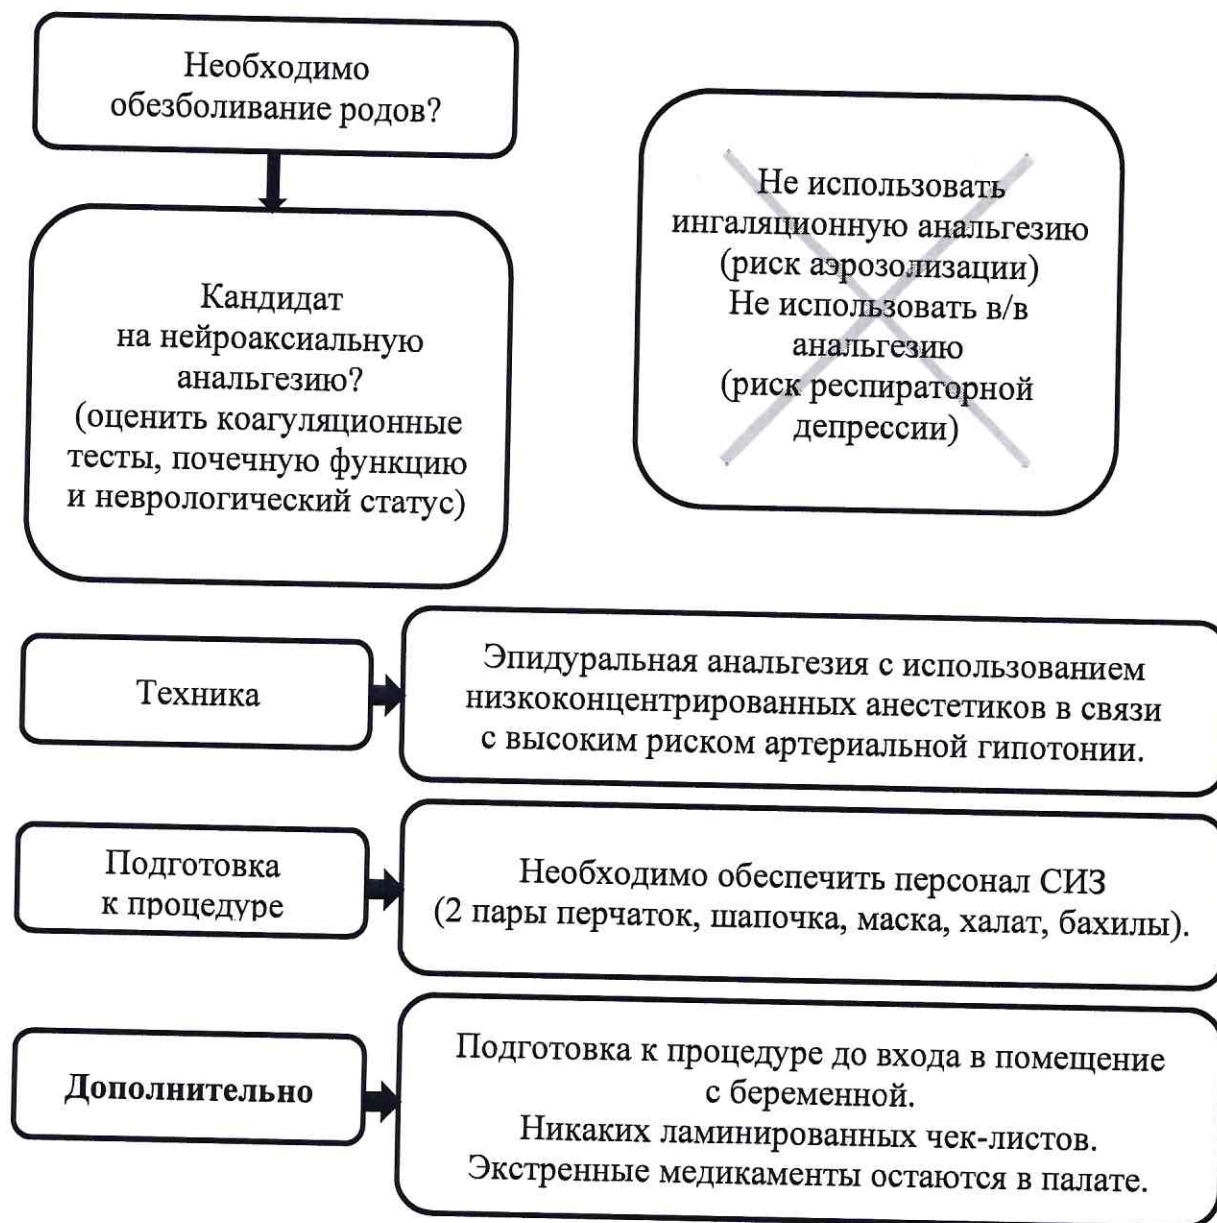 Необходимо
обезболивание родов?
Не использовать
ингаляционную анальгезию
(риск аэрозолизации)
Не использовать в/в
анальгезию
(риск респираторной
депрессии)
Кандидат
на нейроаксиальную
анальгезию?
(оценить коагуляционные
тесты, почечную функцию
и неврологический статус)
Техника
Эпидуральная анальгезия с использованием
низкоконцентрированных анестетиков в связи
с высоким риском артериальной гипотонии.
Подготовка
к процедуре
Необходимо обеспечить персонал СИЗ
(2 пары перчаток, шапочка, маска, халат, бахилы).
Дополнительно
Подготовка к процедуре до входа в помещение
с беременной.
Никаких ламинированных чек-листов.
Экстренные медикаменты остаются в палате.